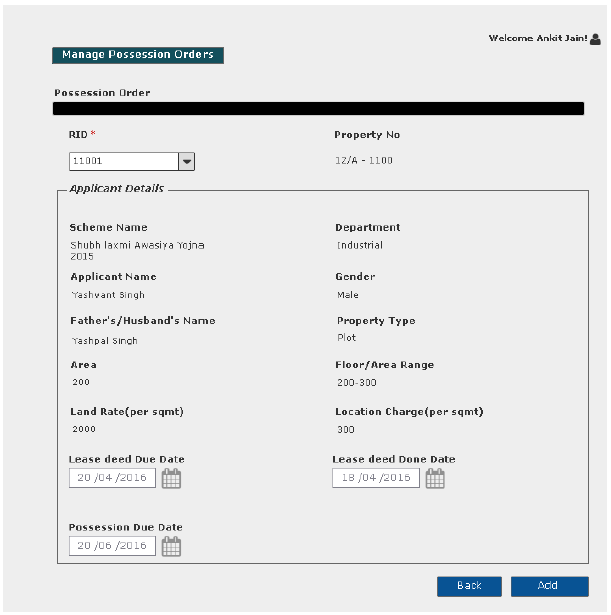 Welcome Ankit Jain!
Manage Possession Orders
Possession Order
RID *
Property No
11001
12/A - 1100
Applicant Details
Scheme Name
Department
Shubh laxmi Awasiya Yojna
2015
Industrial
Applicant Name
Gender
Yashvant Singh
Male
Father's/Husband's Name
Property Type
Yashpal Singh
Plot
Area
Floor/Area Range
200
200-300
Land Rate(per sqmt)
Location Charge(per sqmt)
2000
300
Lease deed Due Date
Lease deed Done Date
20 /04 /2016
18 /04 /2016
Possession Due Date
20 /06 /2016
Back
Add